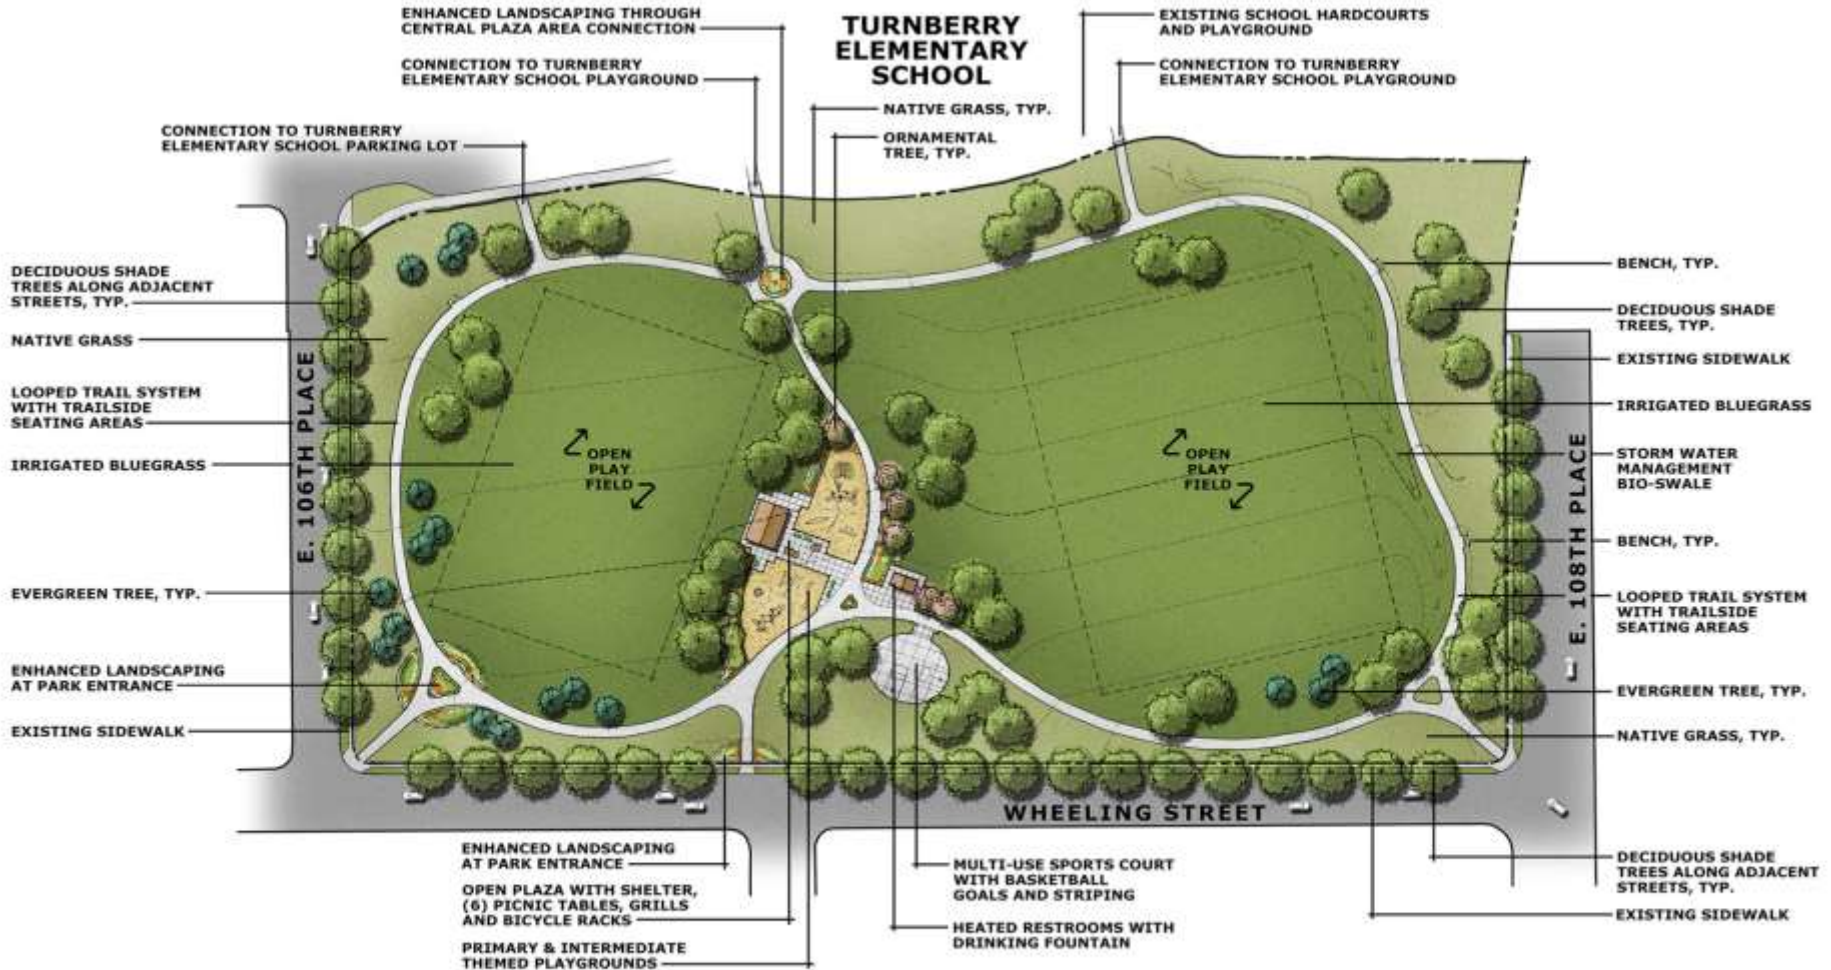 ENHANCED LANDSCAPING THROUGH
CENTRAL PLAZA AREA CONNECTION
CONNECTION TO TURNBERRY
ELEMENTARY SCHOOL PLAYGROUND
CONNECTION TO TURNBERRY
ELEMENTARY SCHOOL PARKING LOT
TURNBERRY
ELEMENTARY
SCHOOL
NATIVE GRASS, TYP.
ORNAMENTAL
TREE, TYP.
EXISTING SCHOOL HARDCOURTS
AND PLAYGROUND
CONNECTION TO TURNBERRY
ELEMENTARY SCHOOL PLAYGROUND
DECIDUOUS SHADE
TREES ALONG ADJACENT
STREETS, TYP.
NATIVE GRASS
LOOPED TRAIL SYSTEM
WITH TRAILSIDE
SEATING AREAS
IRRIGATED BLUEGRASS
EVERGREEN TREE, TYP.
ENHANCED LANDSCAPING
AT PARK ENTRANCE
EXISTING SIDEWALK
E. 106TH PLACE
OPEN
PLAY
FIELD
OPEN
PLAY
FIELD
E. 108TH PLACE
BENCH, TYP.
DECIDUOUS SHADE
TREES, TYP.
EXISTING SIDEWALK
IRRIGATED BLUEGRASS
STORM WATER
MANAGEMENT
BIO-SWALE
BENCH, TYP.
LOOPED TRAIL SYSTEM
WITH TRAILSIDE
SEATING AREAS
EVERGREEN TREE, TYP.
NATIVE GRASS, TYP.
WHEELING STREET
ENHANCED LANDSCAPING
AT PARK ENTRANCE
OPEN PLAZA WITH SHELTER,
(6) PICNIC TABLES, GRILLS
AND BICYCLE RACKS
PRIMARY & INTERMEDIATE
THEMED PLAYGROUNDS
MULTI-USE SPORTS COURT
WITH BASKETBALL
GOALS AND STRIPING
HEATED RESTROOMS WITH
DRINKING FOUNTAIN
DECIDUOUS SHADE
TREES ALONG ADJACENT
STREETS, TYP.
EXISTING SIDEWALK